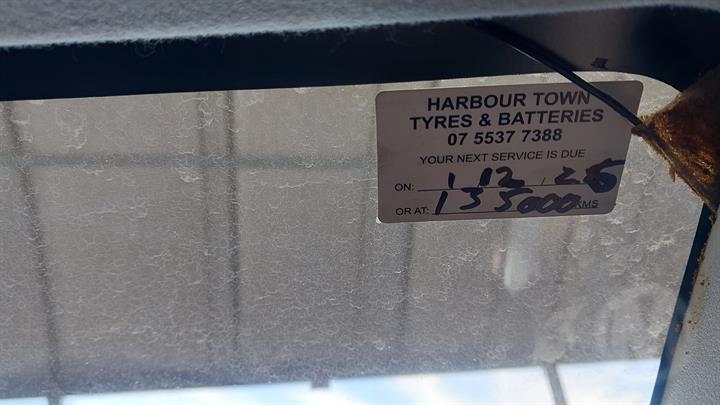 HARBOUR TOWN
TYRES & BATTERIES
07 5537 7388
YOUR NEXT SERVICE IS DUE
ON: 1 / 12 /
OR AT: 135000 KMS